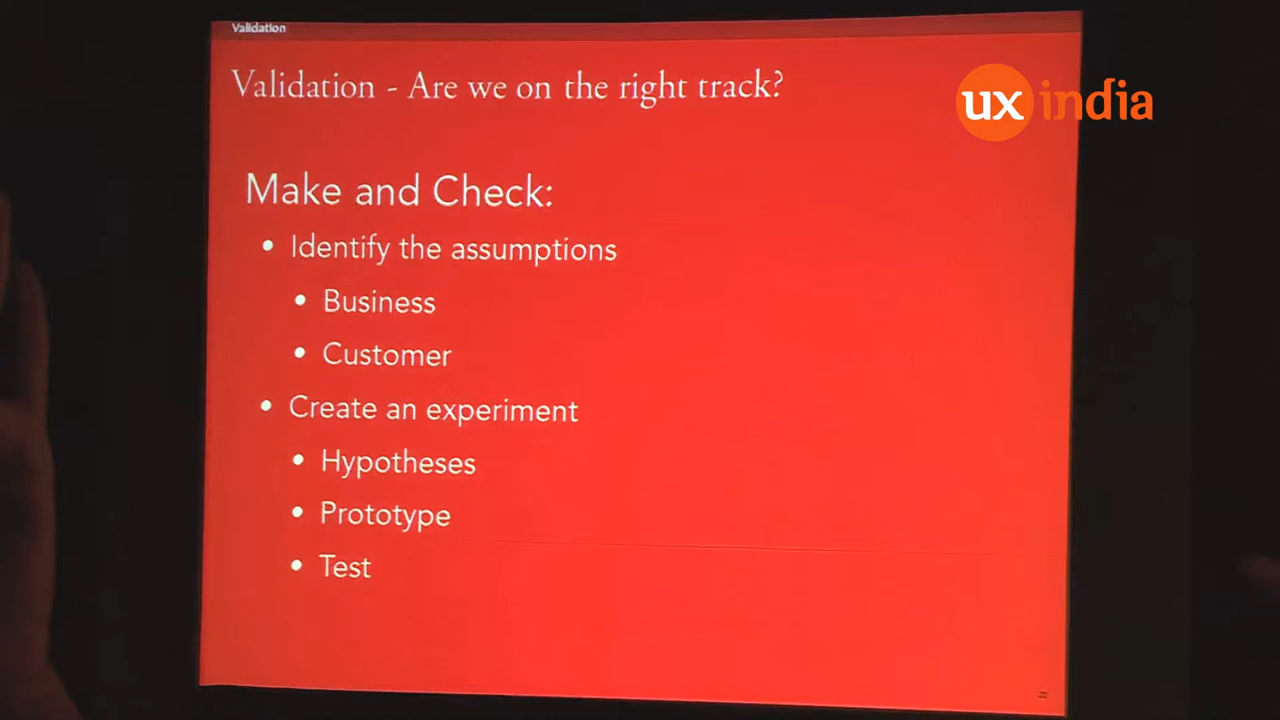 Validation
Validation - Are we on the right track?
ux india
Make and Check:
• Identify the assumptions
• Business
• Customer
• Create an experiment
• Hypotheses
• Prototype
• Test